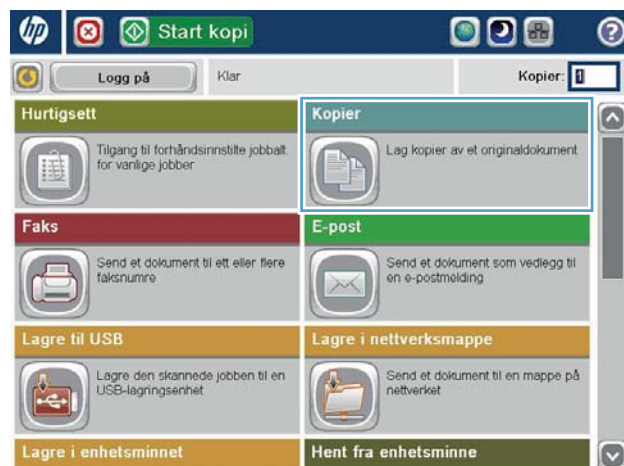 hp Start kopi ?
Logg på Klar Kopier: 1
Hurtigsett
Tilgang til forhåndsinnstilte jobbalt.
for vanlige jobber
Kopier
Lag kopier av et originaldokument
Faks
Send et dokument til ett eller flere
faksnumre
E-post
Send et dokument som vedlegg til
en e-postmelding
Lagre til USB
Lagre den skannede jobben til en
USB-lagringsenhet
Lagre i nettverksmappe
Send et dokument til en mappe på
nettverket
Lagre i enhetsminnet
Hent fra enhetsminne